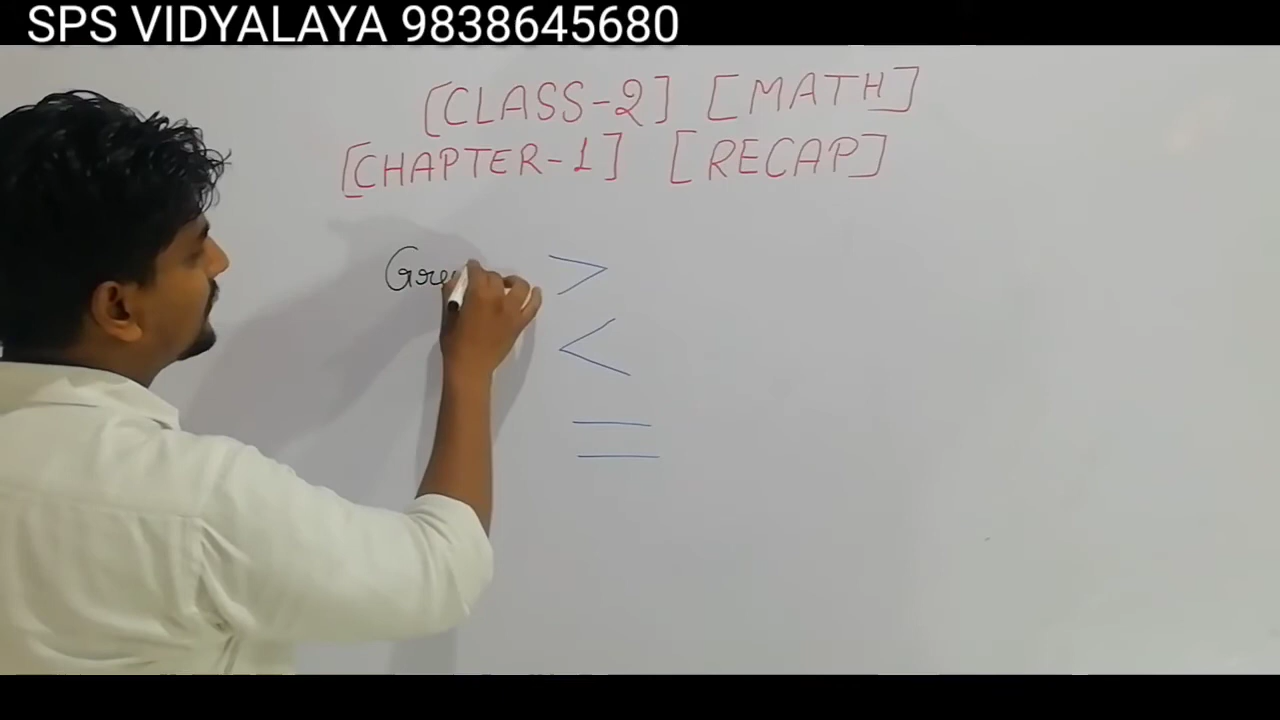 SPS VIDYALAYA 9838645680
[CLASS-2] [MATH]
[CHAPTER-1] [RECAP]
Gre >
<
=